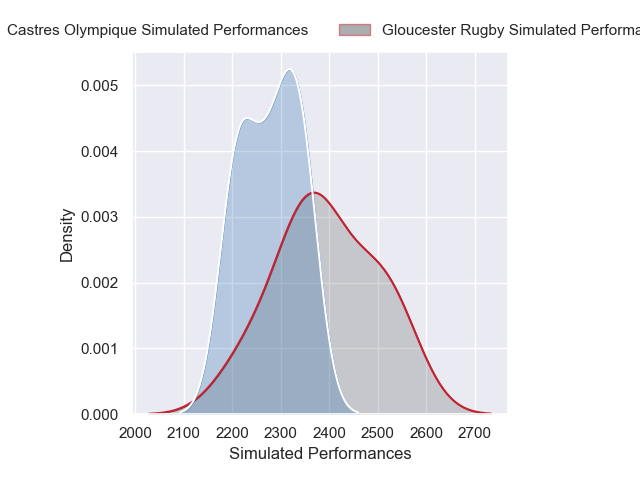 Castres Olympique Simulated Performances Gloucester Rugby Simulated Performa
0.005
0.004
0.003
0.002
0.001
0.000
Density
2000 2100 2200 2300 2400 2500 2600 2700
Simulated Performances